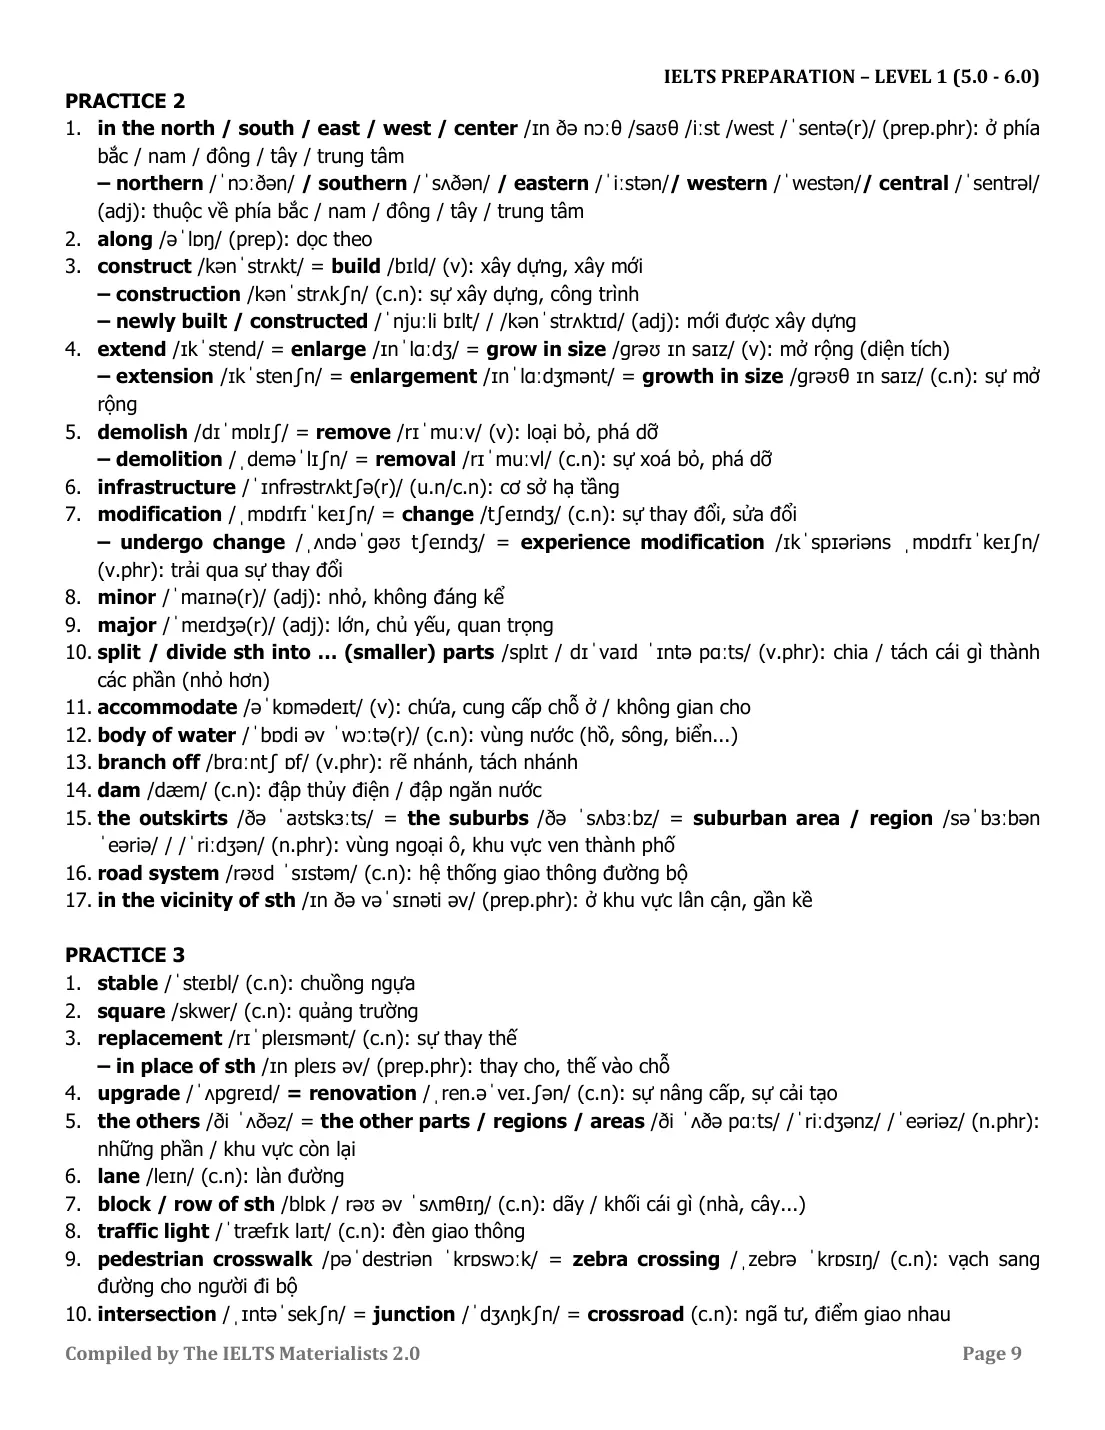 IELTS PREPARATION – LEVEL 1 (5.0 - 6.0)
PRACTICE 2
1. in the north / south / east / west / center /ɪn ðə nɔːθ /saʊθ /iːst /west /ˈsentə(r)/ (prep.phr): ở phía
bắc / nam / đông / tây / trung tâm
– northern /ˈnɔːðən/ / southern /ˈsʌðən/ / eastern /ˈiːstən// western /ˈwestən// central /ˈsentrəl/
(adj): thuộc về phía bắc / nam / đông / tây / trung tâm
2. along /əˈlɒŋ/ (prep): dọc theo
3. construct /kənˈstrʌkt/ = build /bɪld/ (v): xây dựng, xây mới
– construction /kənˈstrʌkʃn/ (c.n): sự xây dựng, công trình
– newly built / constructed /ˈnjuːli bɪlt/ / /kənˈstrʌktɪd/ (adj): mới được xây dựng
4. extend /ɪkˈstend/ = enlarge /ɪnˈlɑːdʒ/ = grow in size /grəʊ ɪn saɪz/ (v): mở rộng (diện tích)
– extension /ɪkˈstenʃn/ = enlargement /ɪnˈlɑːdʒmənt/ = growth in size /grəʊθ ɪn saɪz/ (c.n): sự mở
rộng
5. demolish /dɪˈmɒlɪʃ/ = remove /rɪˈmuːv/ (v): loại bỏ, phá dỡ
– demolition /ˌdeməˈlɪʃn/ = removal /rɪˈmuːvl/ (c.n): sự xoá bỏ, phá dỡ
6. infrastructure /ˈɪnfrəstrʌktʃə(r)/ (u.n/c.n): cơ sở hạ tầng
7. modification /ˌmɒdɪfɪˈkeɪʃn/ = change /tʃeɪndʒ/ (c.n): sự thay đổi, sửa đổi
– undergo change /ˌʌndəˈgəʊ tʃeɪndʒ/ = experience modification /ɪkˈspɪəriəns ˌmɒdɪfɪˈkeɪʃn/
(v.phr): trải qua sự thay đổi
8. minor /ˈmaɪnə(r)/ (adj): nhỏ, không đáng kể
9. major /ˈmeɪdʒə(r)/ (adj): lớn, chủ yếu, quan trọng
10. split / divide sth into … (smaller) parts /splɪt / dɪˈvaɪd ˈɪntə pɑːts/ (v.phr): chia / tách cái gì thành
các phần (nhỏ hơn)
11. accommodate /əˈkɒmədeɪt/ (v): chứa, cung cấp chỗ ở / không gian cho
12. body of water /ˈbɒdi əv ˈwɔːtə(r)/ (c.n): vùng nước (hồ, sông, biển...)
13. branch off /brɑːntʃ ɒf/ (v.phr): rẽ nhánh, tách nhánh
14. dam /dæm/ (c.n): đập thủy điện / đập ngăn nước
15. the outskirts /ðə ˈaʊtskɜːts/ = the suburbs /ðə ˈsʌbɜːbz/ = suburban area / region /səˈbɜːbən
ˈeəriə/ / /ˈriːdʒən/ (n.phr): vùng ngoại ô, khu vực ven thành phố
16. road system /rəʊd ˈsɪstəm/ (c.n): hệ thống giao thông đường bộ
17. in the vicinity of sth /ɪn ðə vəˈsɪnəti əv/ (prep.phr): ở khu vực lân cận, gần kề
PRACTICE 3
1. stable /ˈsteɪbl/ (c.n): chuồng ngựa
2. square /skwer/ (c.n): quảng trường
3. replacement /rɪˈpleɪsmənt/ (c.n): sự thay thế
– in place of sth /ɪn pleɪs əv/ (prep.phr): thay cho, thế vào chỗ
4. upgrade /ˈʌpgreɪd/ = renovation /ˌren.əˈveɪ.ʃən/ (c.n): sự nâng cấp, sự cải tạo
5. the others /ði ˈʌðəz/ = the other parts / regions / areas /ði ˈʌðə pɑːts/ /ˈriːdʒənz/ /ˈeəriəz/ (n.phr):
những phần / khu vực còn lại
6. lane /leɪn/ (c.n): làn đường
7. block / row of sth /blɒk / rəʊ əv ˈsʌmθɪŋ/ (c.n): dãy / khối cái gì (nhà, cây...)
8. traffic light /ˈtræfɪk laɪt/ (c.n): đèn giao thông
9. pedestrian crosswalk /pəˈdestriən ˈkrɒswɔːk/ = zebra crossing /ˌzebrə ˈkrɒsɪŋ/ (c.n): vạch sang
đường cho người đi bộ
10. intersection /ˌɪntəˈsekʃn/ = junction /ˈdʒʌŋkʃn/ = crossroad (c.n): ngã tư, điểm giao nhau
Compiled by The IELTS Materialists 2.0 Page 9